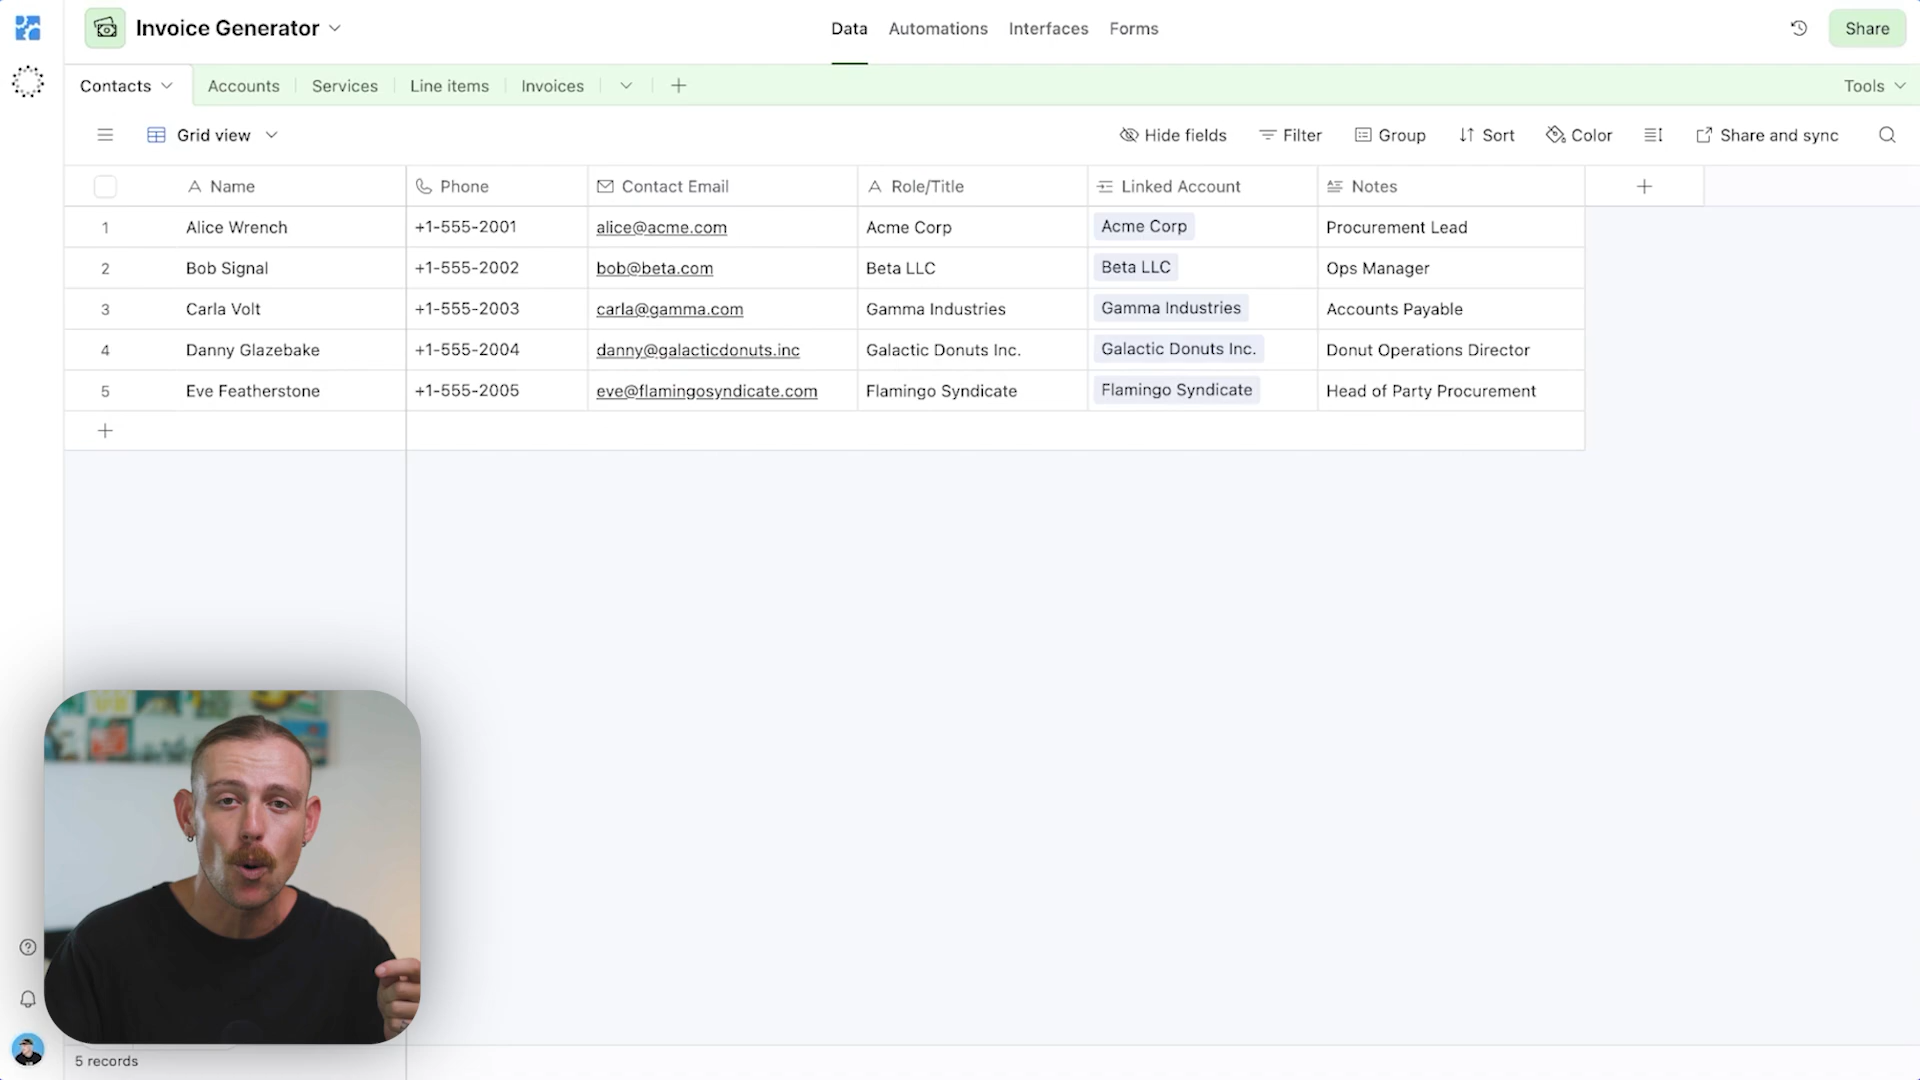 Invoice Generator
Data Automations Interfaces Forms
Share
Contacts Accounts Services Line items Invoices
Tools
Grid view
Hide fields Filter Group Sort Color Share and sync
Name Phone Contact Email Role/Title Linked Account Notes
1 Alice Wrench +1-555-2001 alice@acme.com Acme Corp Acme Corp Procurement Lead
2 Bob Signal +1-555-2002 bob@beta.com Beta LLC Beta LLC Ops Manager
3 Carla Volt +1-555-2003 carla@gamma.com Gamma Industries Gamma Industries Accounts Payable
4 Danny Glazebake +1-555-2004 danny@galacticdonuts.inc Galactic Donuts Inc. Galactic Donuts Inc. Donut Operations Director
5 Eve Featherstone +1-555-2005 eve@flamingosyndicate.com Flamingo Syndicate Flamingo Syndicate Head of Party Procurement
5 records